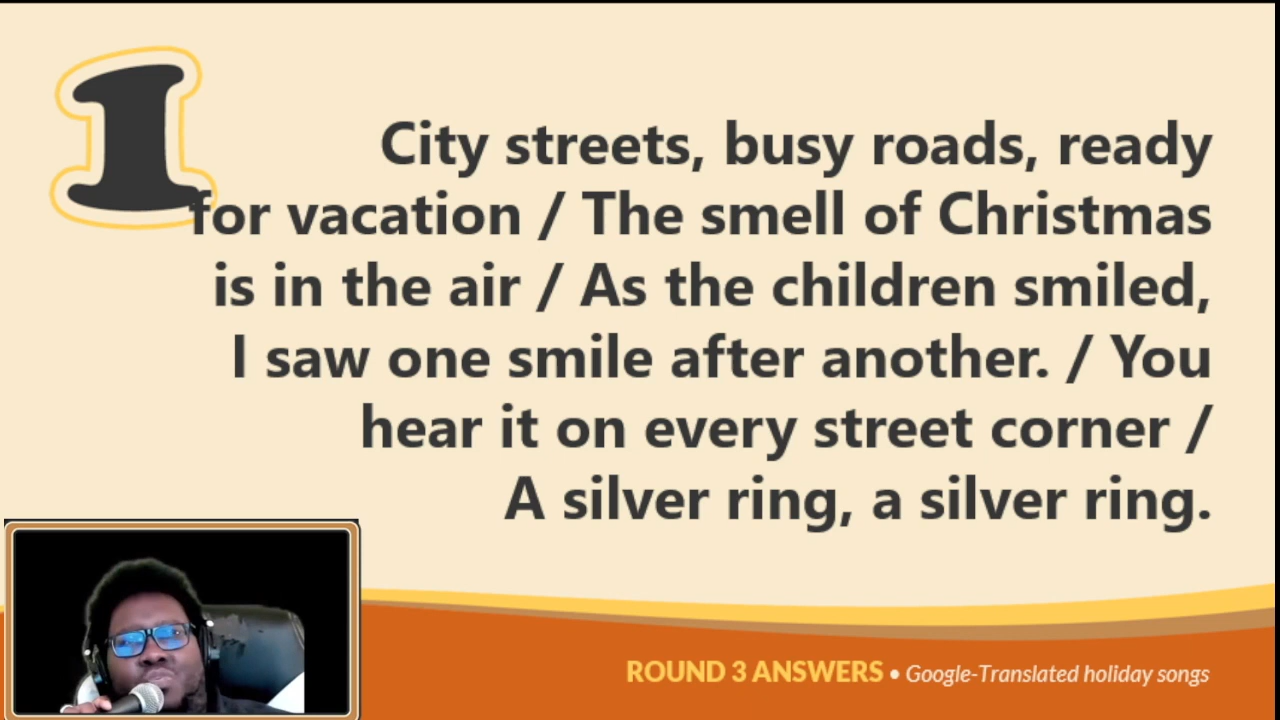 1
City streets, busy roads, ready
for vacation / The smell of Christmas
is in the air / As the children smiled,
I saw one smile after another. / You
hear it on every street corner /
A silver ring, a silver ring.
ROUND 3 ANSWERS • Google-Translated holiday songs